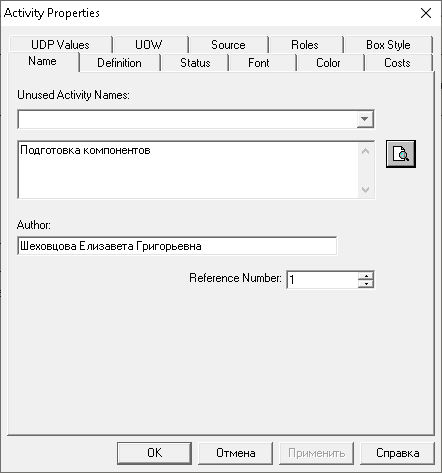 Activity Properties
UDP Values UOW Source Roles Box Style
Name Definition Status Font Color Costs
Unused Activity Names:
Подготовка компонентов
Author:
Шеховцова Елизавета Григорьевна
Reference Number: 1
OK Отмена Применить Справка